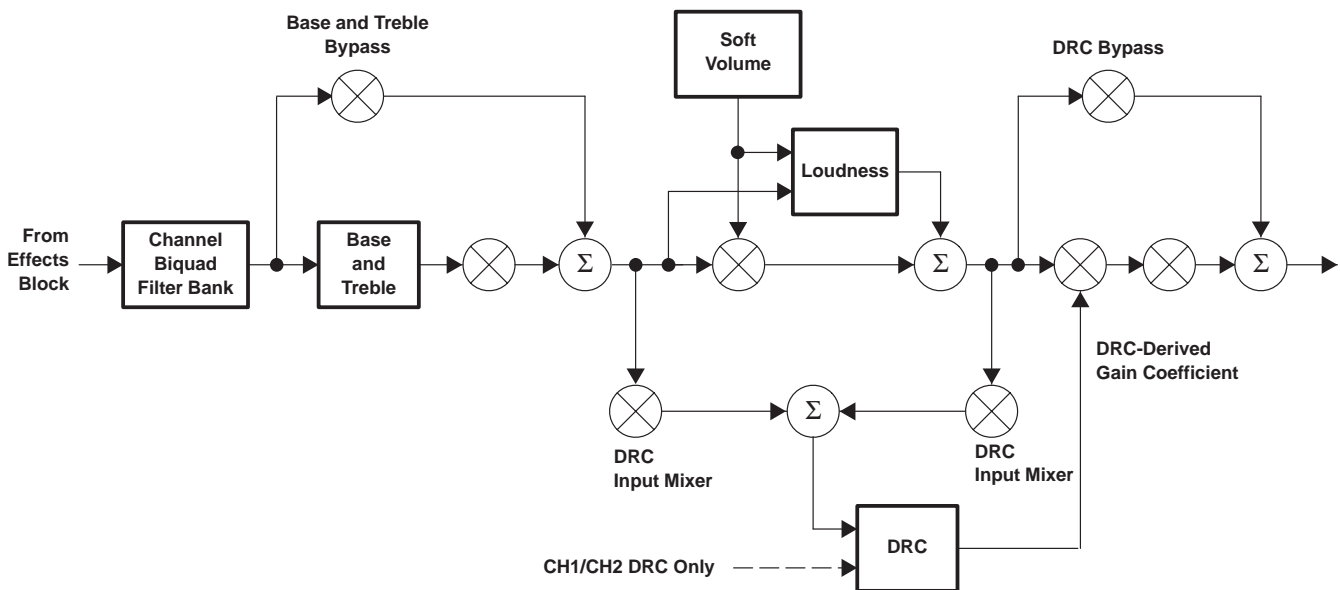 Base and Treble
Bypass
Soft
Volume
DRC Bypass
Loudness
From
Effects
Block
Channel
Biquad
Filter Bank
Base
and
Treble
Σ
Σ
Σ
DRC-Derived
Gain Coefficient
Σ
DRC
Input Mixer
DRC
Input Mixer
DRC
CH1/CH2 DRC Only